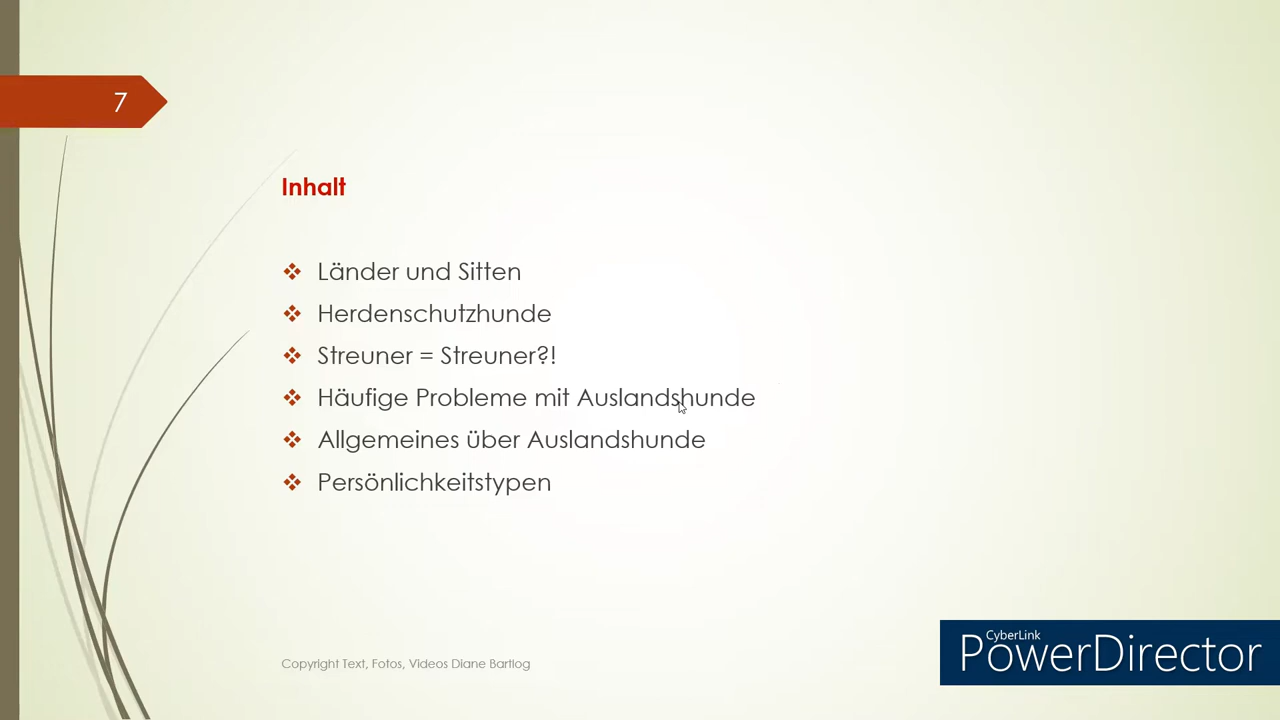 7
Inhalt
Länder und Sitten
Herdenschutzhunde
Streuner = Streuner?!
Häufige Probleme mit Auslandshunde
Allgemeines über Auslandshunde
Persönlichkeitstypen
Copyright Text, Fotos, Videos Diane Bartlog
CyberLink
PowerDirector